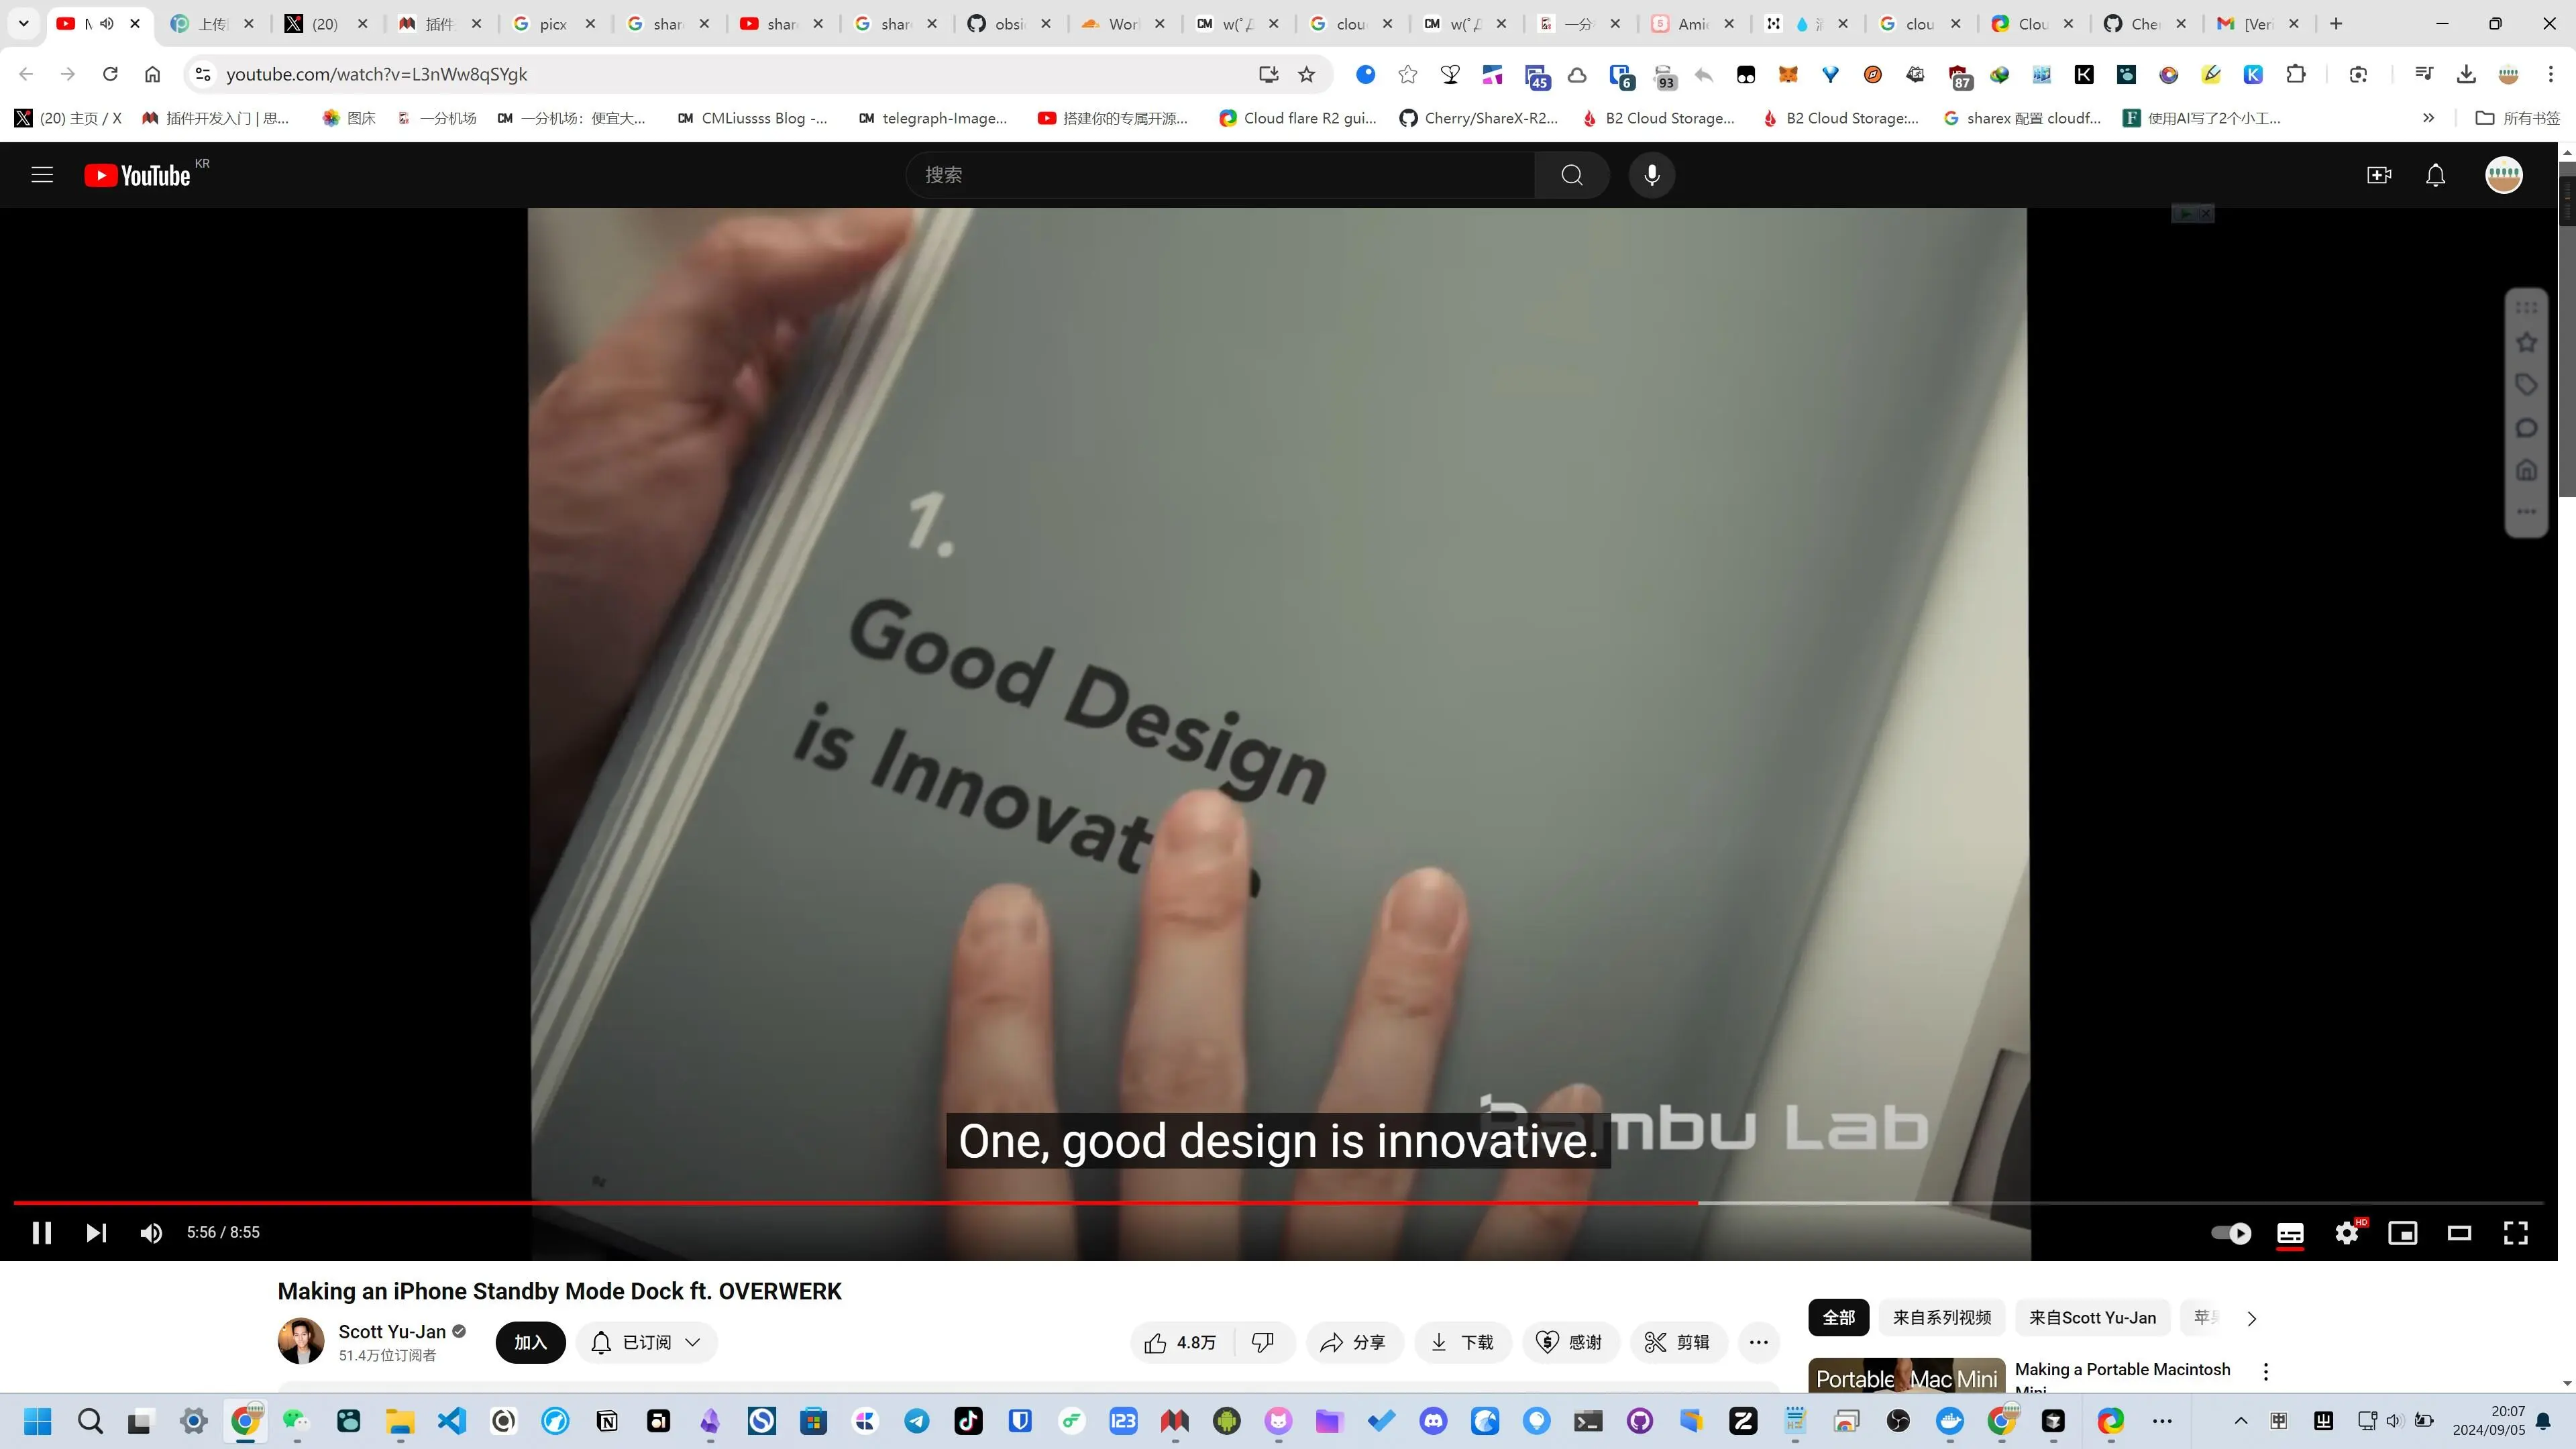 上传
(20)
插件
picx
shar
shar
shar
obsi
Wor
w(ﾟД
clou
w(ﾟД
一分
Ami
clou
Clou
Che
[Veri
youtube.com/watch?v=L3nWw8qSYgk
45
6
93
87
(20) 主页 / X
插件开发入门 | 思...
图床
一分机场
一分机场：便宜大...
CMLiussss Blog -...
telegraph-Image...
搭建你的专属开源...
Cloud flare R2 gui...
Cherry/ShareX-R2...
B2 Cloud Storage...
B2 Cloud Storage:...
sharex 配置 cloudf...
使用AI写了2个小工...
所有书签
YouTube KR
搜索
1.
Good Design
is Innovat
Bambu Lab
One, good design is innovative.
5:56 / 8:55
HD
Making an iPhone Standby Mode Dock ft. OVERWERK
Scott Yu-Jan
51.4万位订阅者
加入
已订阅
4.8万
分享
下载
感谢
剪辑
全部
来自系列视频
来自Scott Yu-Jan
Portable Mac Mini
Making a Portable Macintosh
Mini
123
20:07
2024/09/05